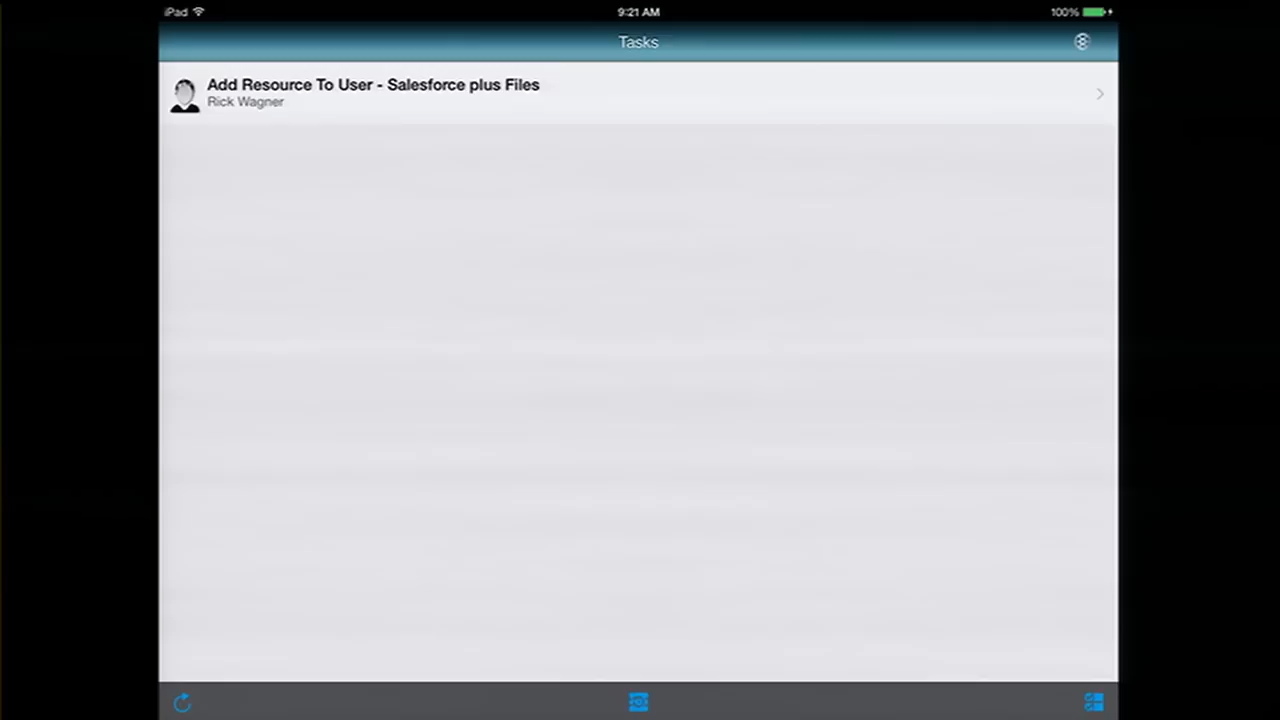 iPad
9:21 AM
100%
Tasks
Add Resource To User - Salesforce plus Files
Rick Wagner